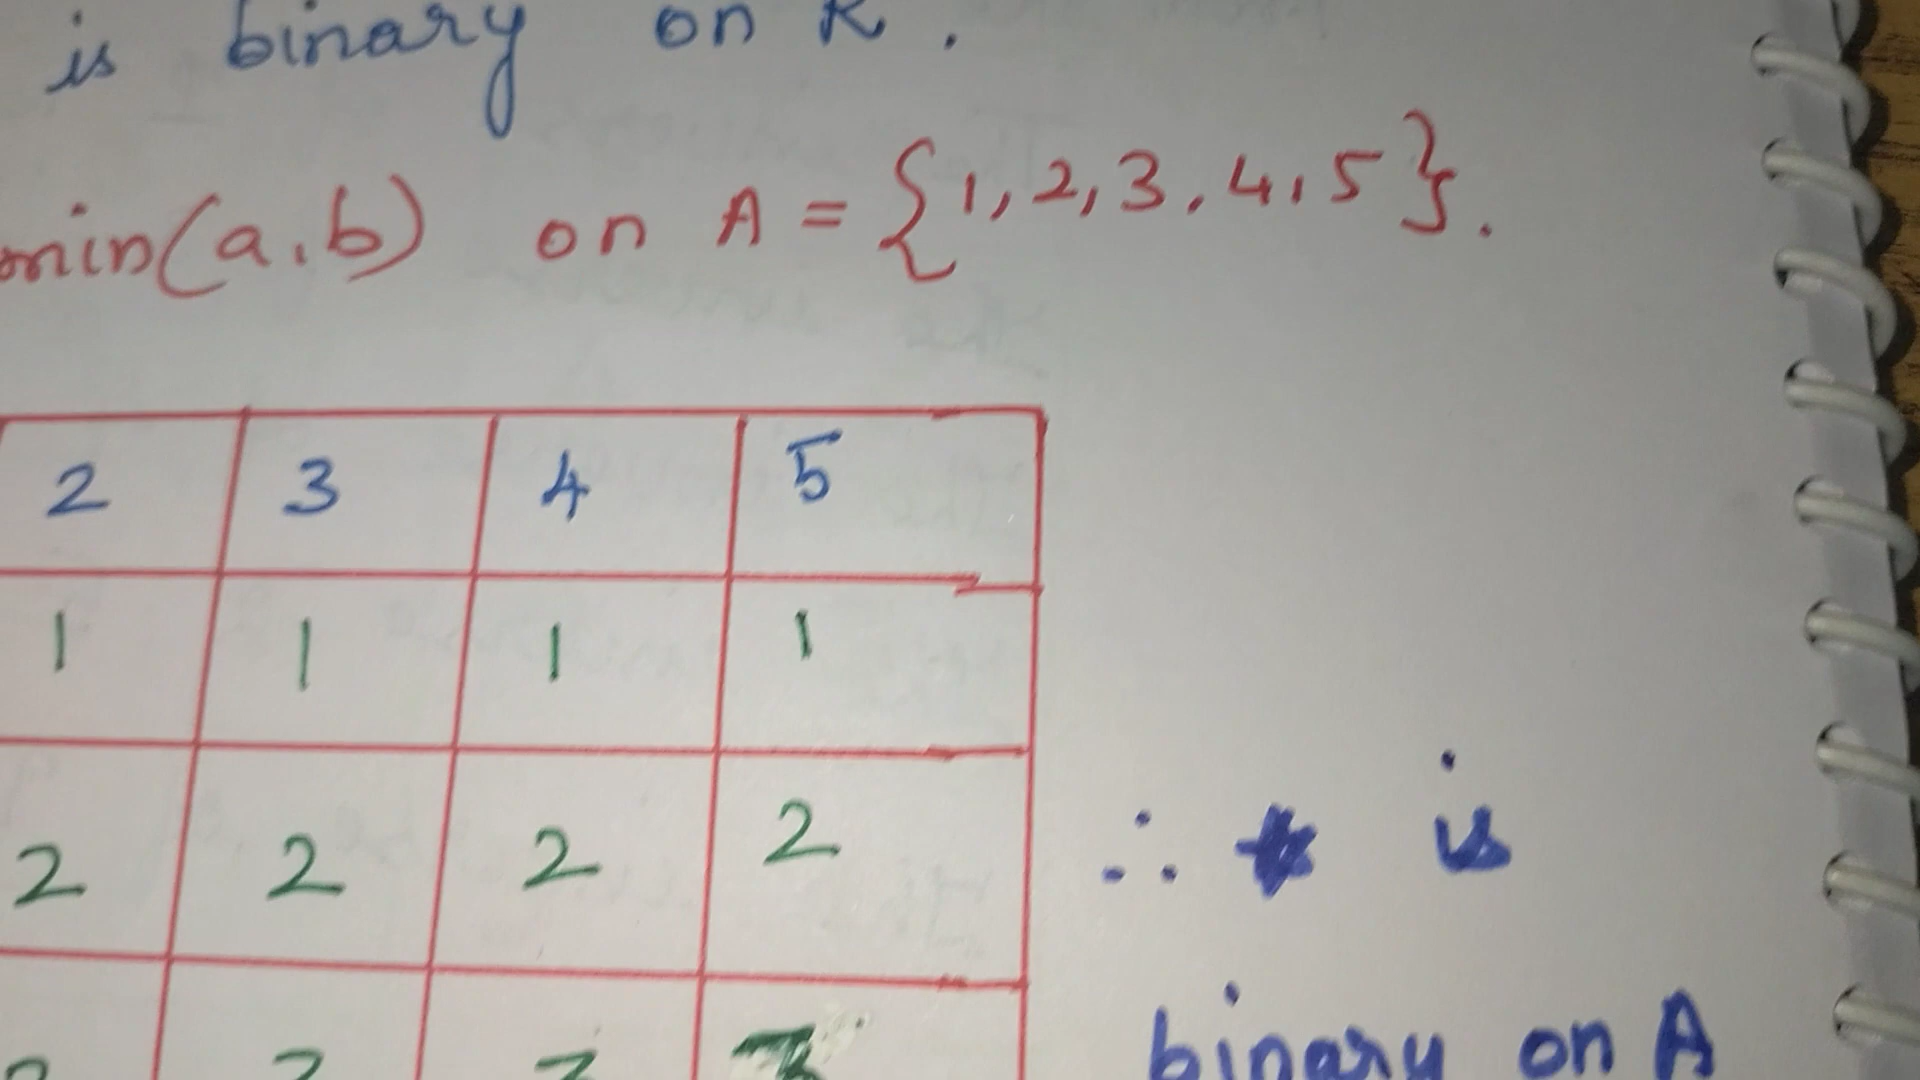 is binary on R.
min(a,b) on A = {1,2,3,4,5}.
2 3 4 5
1 1 1 1
2 2 2 2
∴ * is
binary on A